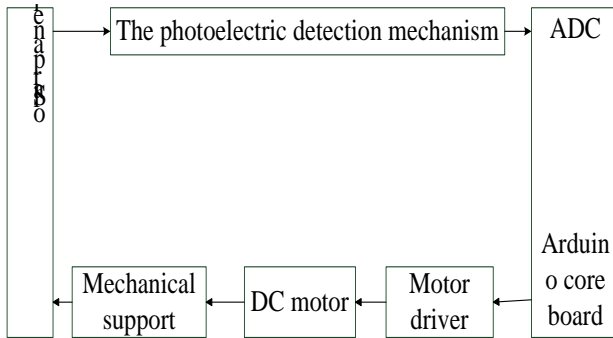 The photoelectric detection mechanism
ADC
Arduin
o core
board
Motor
driver
DC motor
Mechanical
support